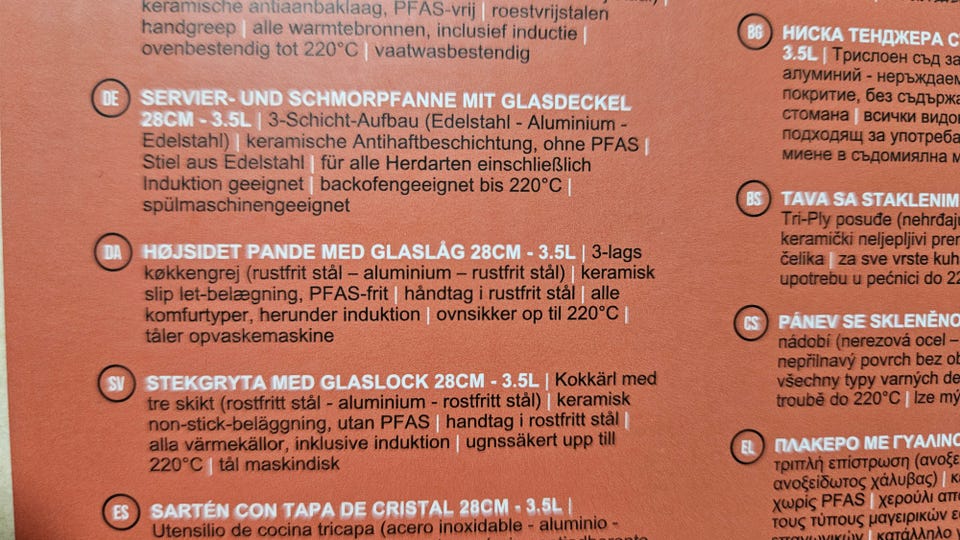 keramische antiaanbaklaag, PFAS-vrij | roestvrijstalen
handgreep | alle warmtebronnen, inclusief inductie |
ovenbestendig tot 220°C | vaatwasbestendig
DE SERVIER- UND SCHMORPFANNE MIT GLASDECKEL
28CM - 3.5L | 3-Schicht-Aufbau (Edelstahl - Aluminium -
Edelstahl) | keramische Antihaftbeschichtung, ohne PFAS |
Stiel aus Edelstahl | für alle Herdarten einschließlich
Induktion geeignet | backofengeeignet bis 220°C |
spülmaschinengeeignet
DA HØJSIDET PANDE MED GLASLÅG 28CM - 3.5L | 3-lags
køkkengrej (rustfrit stål – aluminium – rustfrit stål) | keramisk
slip let-belægning, PFAS-frit | håndtag i rustfrit stål | alle
komfurtyper, herunder induktion | ovnsikker op til 220°C |
tåler opvaskemaskine
SV STEKGRYTA MED GLASLOCK 28CM - 3.5L | Kokkärl med
tre skikt (rostfritt stål - aluminium - rostfritt stål) | keramisk
non-stick-beläggning, utan PFAS | handtag i rostfritt stål |
alla värmekällor, inklusive induktion | ugnssäkert upp till
220°C | tål maskindisk
ES SARTÉN CON TAPA DE CRISTAL 28CM - 3.5L |
Utensilio de cocina tricapa (acero inoxidable - aluminio -
BG НИСКА ТЕНДЖЕРА
3.5L | Трислоен съд за
алуминий - неръждаем
покритие, без съдържа
стомана | всички видо
подходящ за употреба
миене в съдомиялна м
BS TAVA SA STAKLENIM
Tri-Ply posuđe (nehrđaju
keramički neljepljivi prem
čelika | za sve vrste kuh
upotrebu u pećnici do 22
CS PÁNEV SE SKLENĚNO
nádobí (nerezová ocel –
nepřilnavý povrch bez ob
všechny typy varných de
troubě do 220°C | lze mý
EL ΠΛΑΚΕΡΟ ΜΕ ΓΥΑΛΙΝΟ
τριπλή επίστρωση (ανοξε
ανοξείδωτος χάλυβας) | κ
χωρίς PFAS | χερούλι απ
τους τύπους μαγειρικών ε
επαγωγικών | κατάλληλο γ